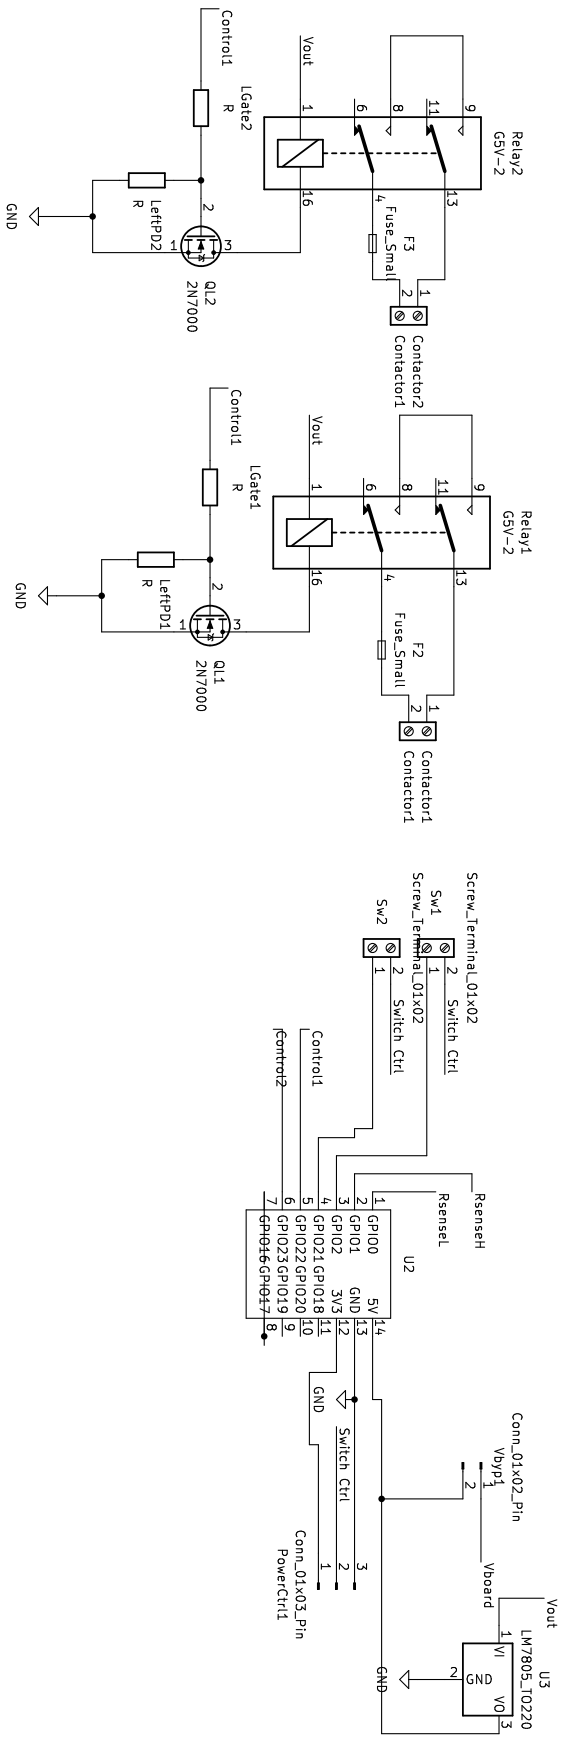 Control1
LGate2
R
Vout
1
16
6
8
11
9
4
13
Relay2
G5V-2
Fuse_Small
F3
2
1
Contactor2
Contactor1
GND
R
LeftPD2
2
1
3
QL2
2N7000
Control1
LGate1
R
Vout
1
16
6
8
11
9
4
13
Relay1
G5V-2
Fuse_Small
F2
2
1
Contactor1
Contactor1
GND
R
LeftPD1
2
1
3
QL1
2N7000
Screw_Terminal_01x02
Sw1
Screw_Terminal_01x02
Sw2
1
2
1
2
Switch Ctrl
Switch Ctrl
Control1
Control2
RsenseH
RsenseL
U2
1
2
3
4
5
6
7
GPIO0
GPIO1
GPIO2
GPIO21
GPIO22
GPIO23
GPIO16
5V
GND
3V3
GPIO18
GPIO20
GPIO19
GPIO17
14
13
12
11
10
9
8
GND
Switch Ctrl
1
2
3
Conn_01x03_Pin
PowerCtrl1
Conn_01x02_Pin
Vbyp1
1
2
Vboard
Vout
U3
LM7805_TO220
1
VI
2
GND
VO
3
GND